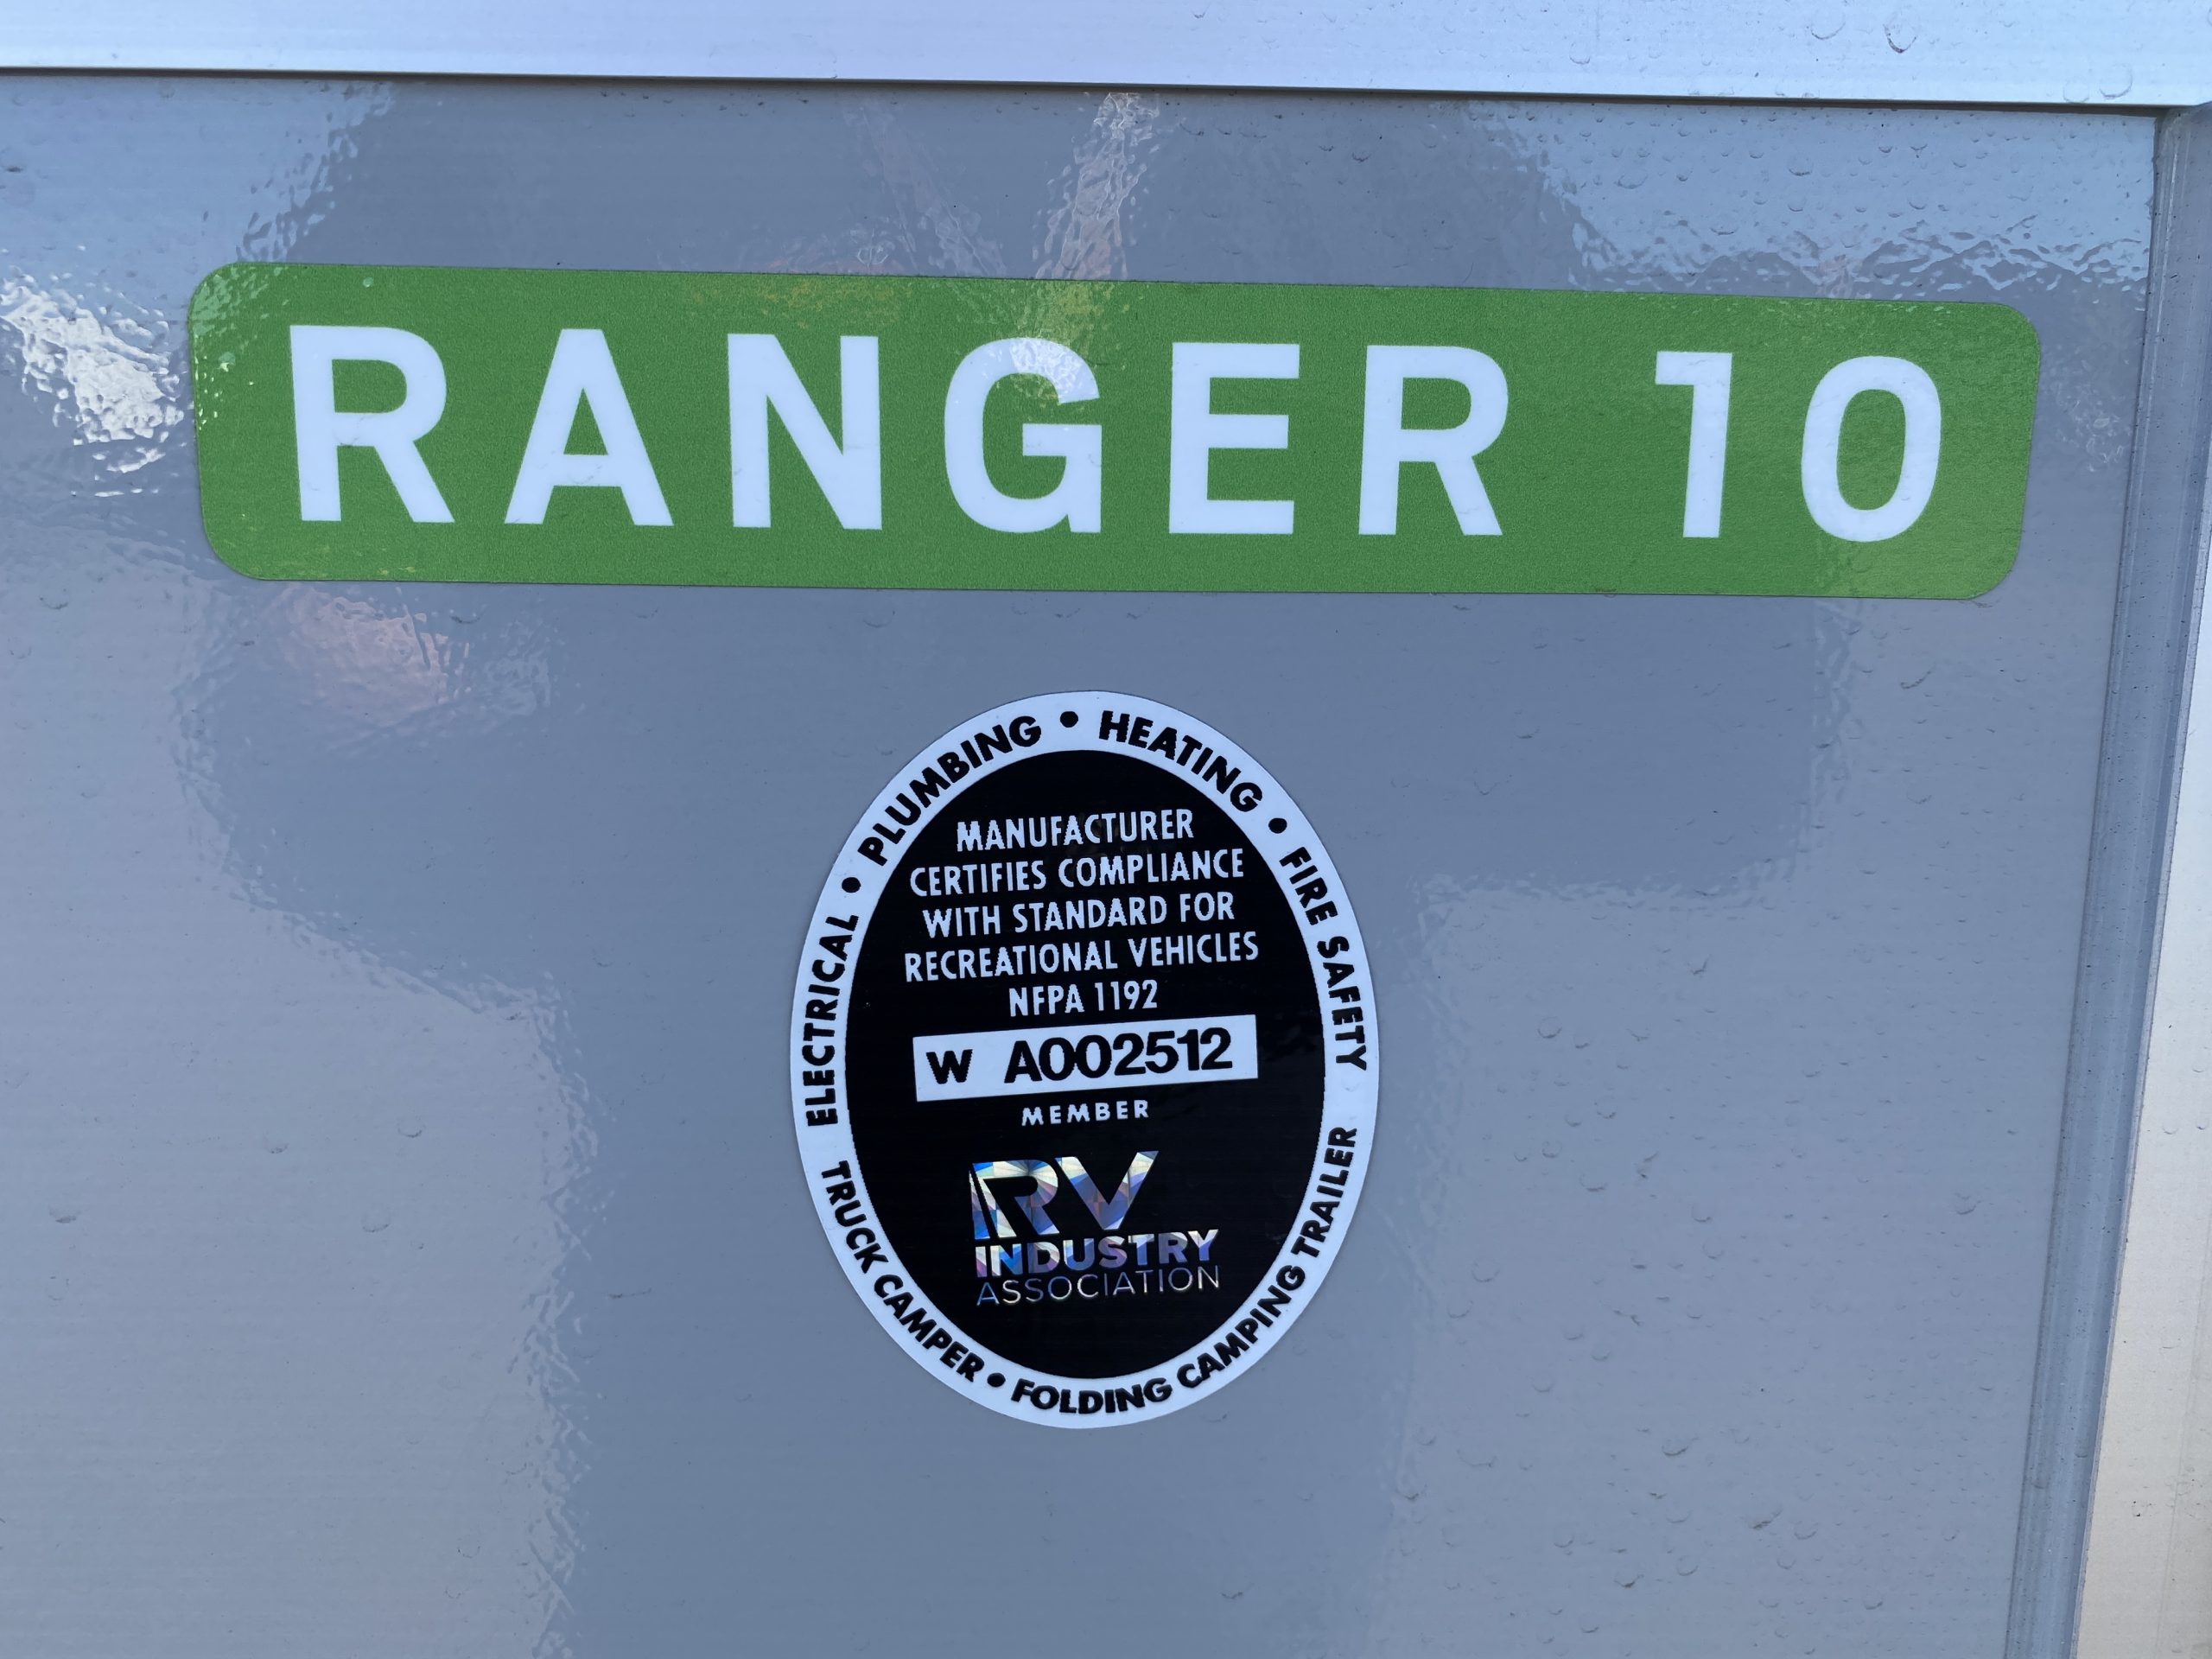 RANGER 10
ELECTRICAL • PLUMBING • HEATING • FIRE SAFETY
MANUFACTURER
CERTIFIES COMPLIANCE
WITH STANDARD FOR
RECREATIONAL VEHICLES
NFPA 1192
W A002512
MEMBER
RV
INDUSTRY
ASSOCIATION
TRUCK CAMPER • FOLDING CAMPING TRAILER